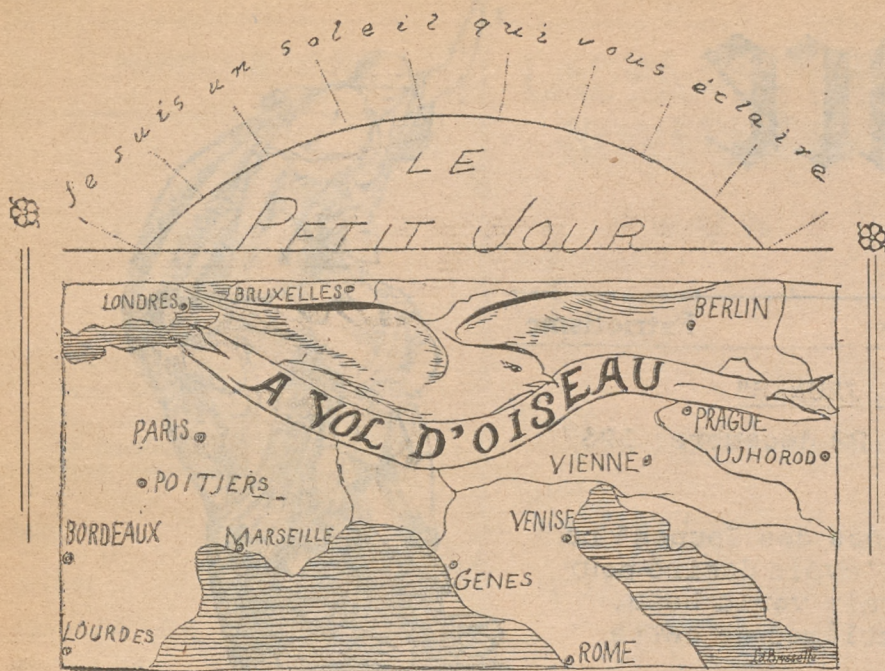 Je suis un soleil qui vous éclaire
LE
PETIT JOUR
LONDRES
BRUXELLES
BERLIN
A VOL D'OISEAU
PARIS
PRAGUE
VIENNE
UJHOROD
POITIERS
BORDEAUX
MARSEILLE
VENISE
GENES
LOURDES
ROME